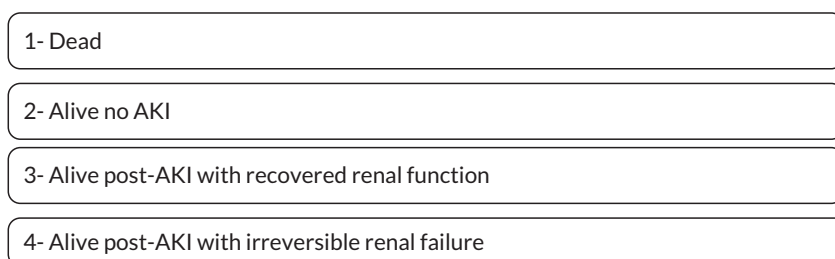 1- Dead
2- Alive no AKI
3- Alive post-AKI with recovered renal function
4- Alive post-AKI with irreversible renal failure